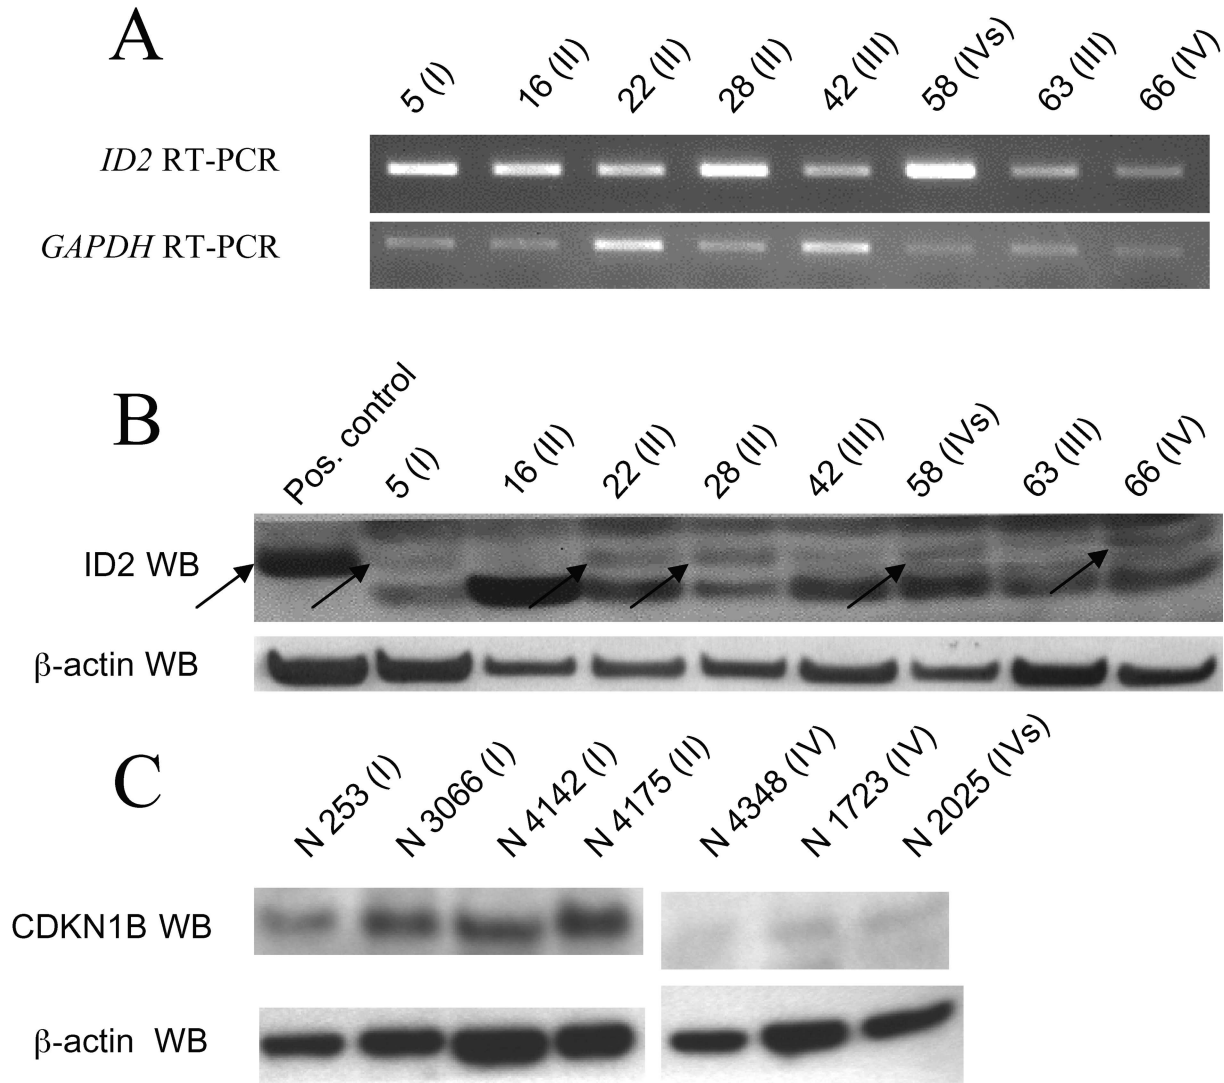 A
5 (I) 16 (II) 22 (II) 28 (II) 42 (III) 58 (IVs) 63 (III) 66 (IV)
ID2 RT-PCR
GAPDH RT-PCR
B
Pos. control 5 (I) 16 (II) 22 (II) 28 (II) 42 (III) 58 (IVs) 63 (III) 66 (IV)
ID2 WB
β-actin WB
C
N 253 (I) N 3066 (I) N 4142 (I) N 4175 (II) N 4348 (IV) N 1723 (IV) N 2025 (IVs)
CDKN1B WB
β-actin WB